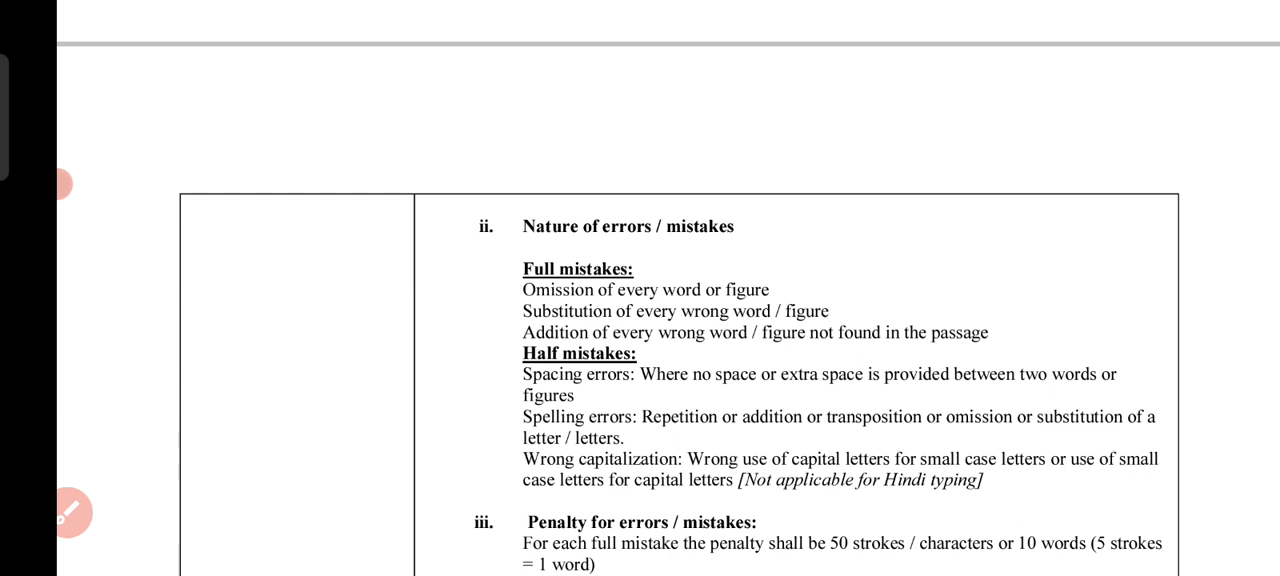 ii. Nature of errors / mistakes
Full mistakes:
Omission of every word or figure
Substitution of every wrong word / figure
Addition of every wrong word / figure not found in the passage
Half mistakes:
Spacing errors: Where no space or extra space is provided between two words or
figures
Spelling errors: Repetition or addition or transposition or omission or substitution of a
letter / letters.
Wrong capitalization: Wrong use of capital letters for small case letters or use of small
case letters for capital letters [Not applicable for Hindi typing]
iii. Penalty for errors / mistakes:
For each full mistake the penalty shall be 50 strokes / characters or 10 words (5 strokes
= 1 word)